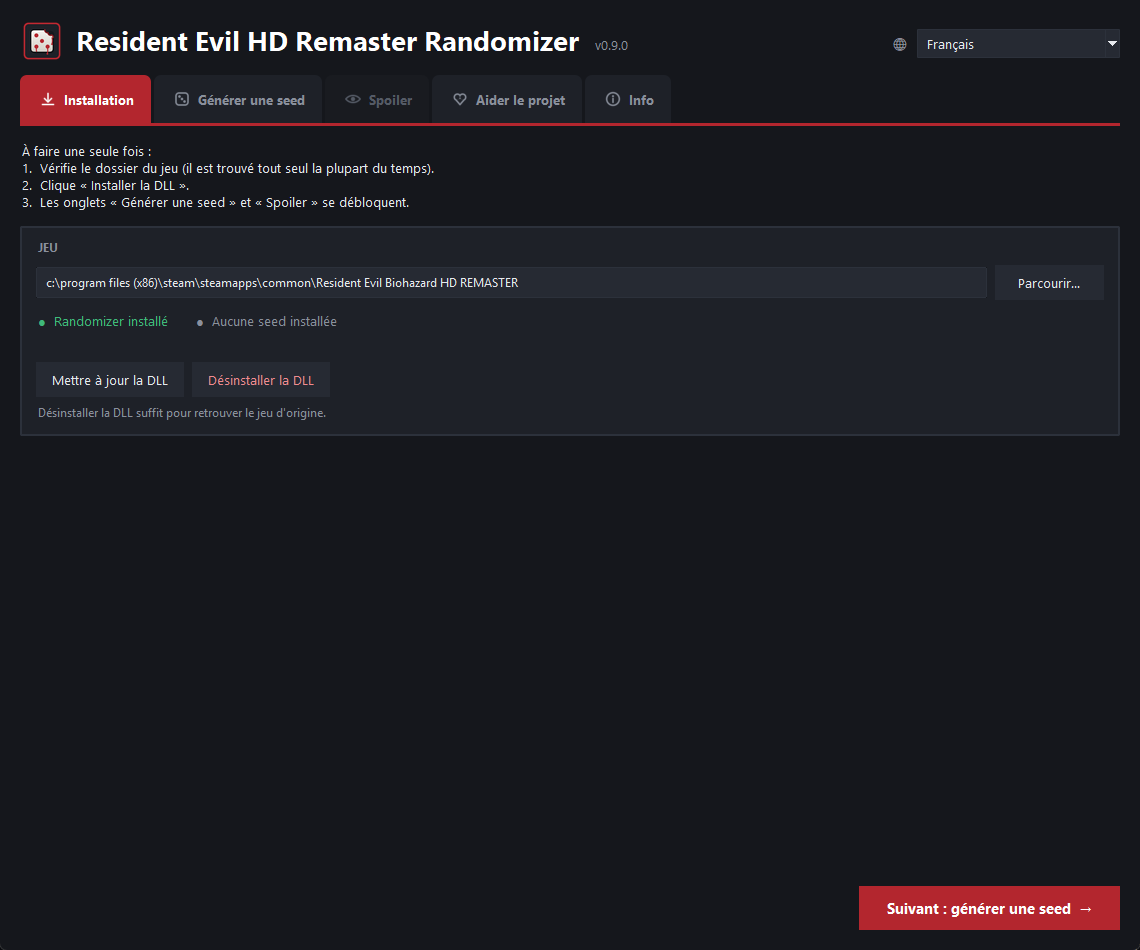 Resident Evil HD Remaster Randomizer v0.9.0
Français
Installation
Générer une seed
Spoiler
Aider le projet
Info
À faire une seule fois :
1. Vérifie le dossier du jeu (il est trouvé tout seul la plupart du temps).
2. Clique « Installer la DLL ».
3. Les onglets « Générer une seed » et « Spoiler » se débloquent.
JEU
c:\program files (x86)\steam\steamapps\common\Resident Evil Biohazard HD REMASTER
Parcourir...
● Randomizer installé
● Aucune seed installée
Mettre à jour la DLL
Désinstaller la DLL
Désinstaller la DLL suffit pour retrouver le jeu d'origine.
Suivant : générer une seed →